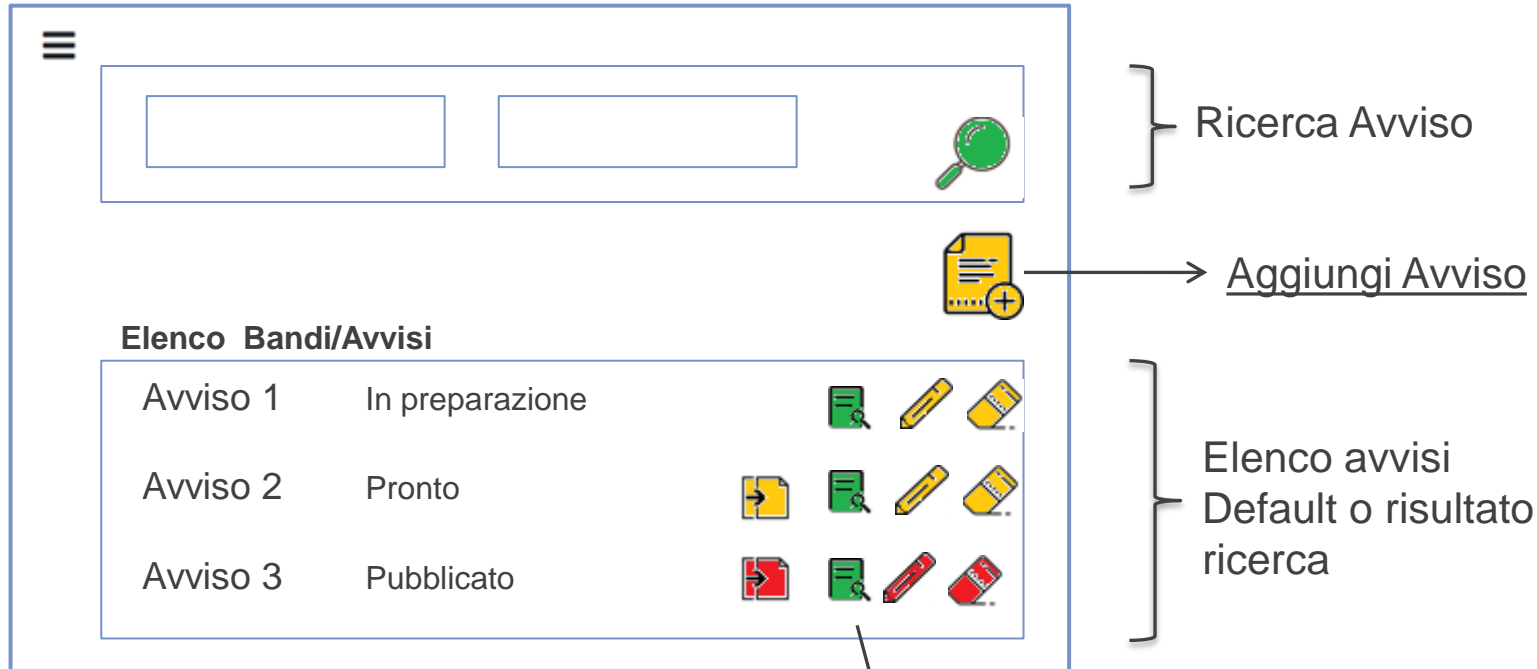 Ricerca Avviso
Aggiungi Avviso
Elenco Bandi/Avvisi
Avviso 1 In preparazione
Avviso 2 Pronto
Avviso 3 Pubblicato
Elenco avvisi
Default o risultato
ricerca